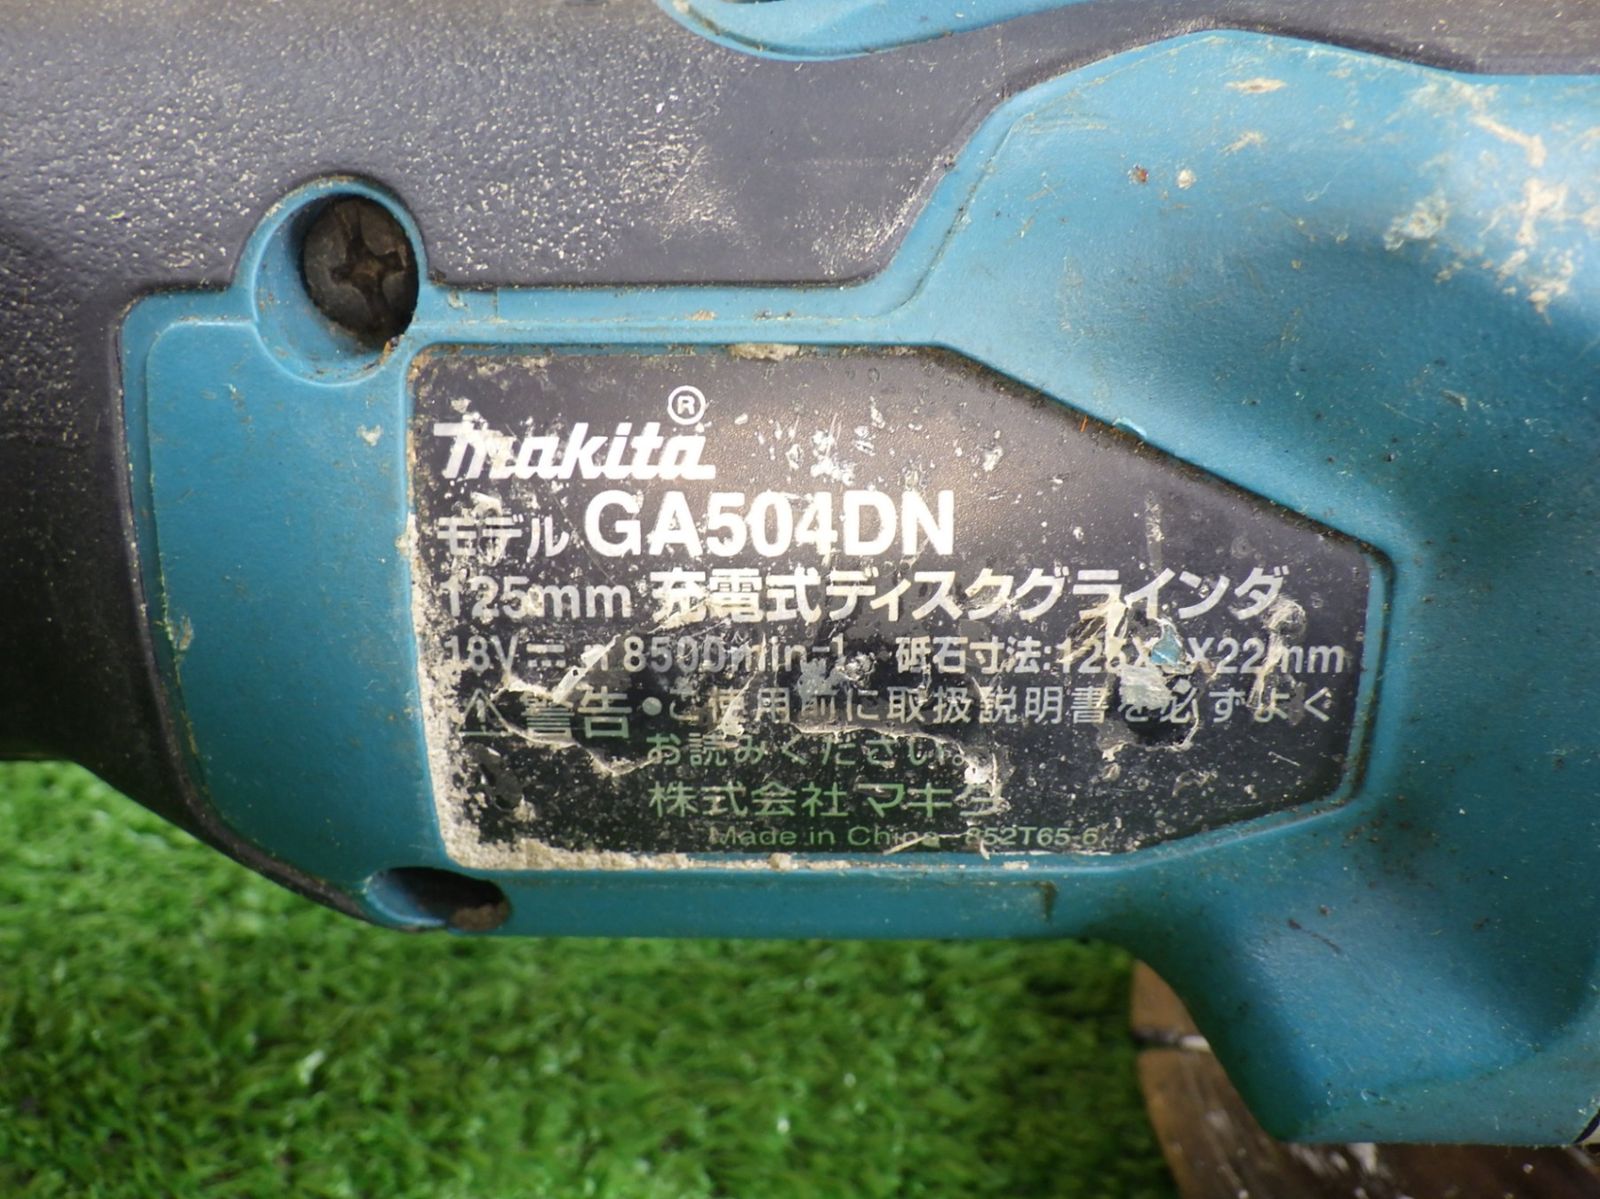 makita®
モデル GA504DN
125mm 充電式ディスクグラインダ
18V⎓ n 8500min-1 砥石寸法:125X6X22mm
⚠警告 •ご使用前に取扱説明書を必ずよく
お読みください。
株式会社マキタ
Made in China 852T65-6